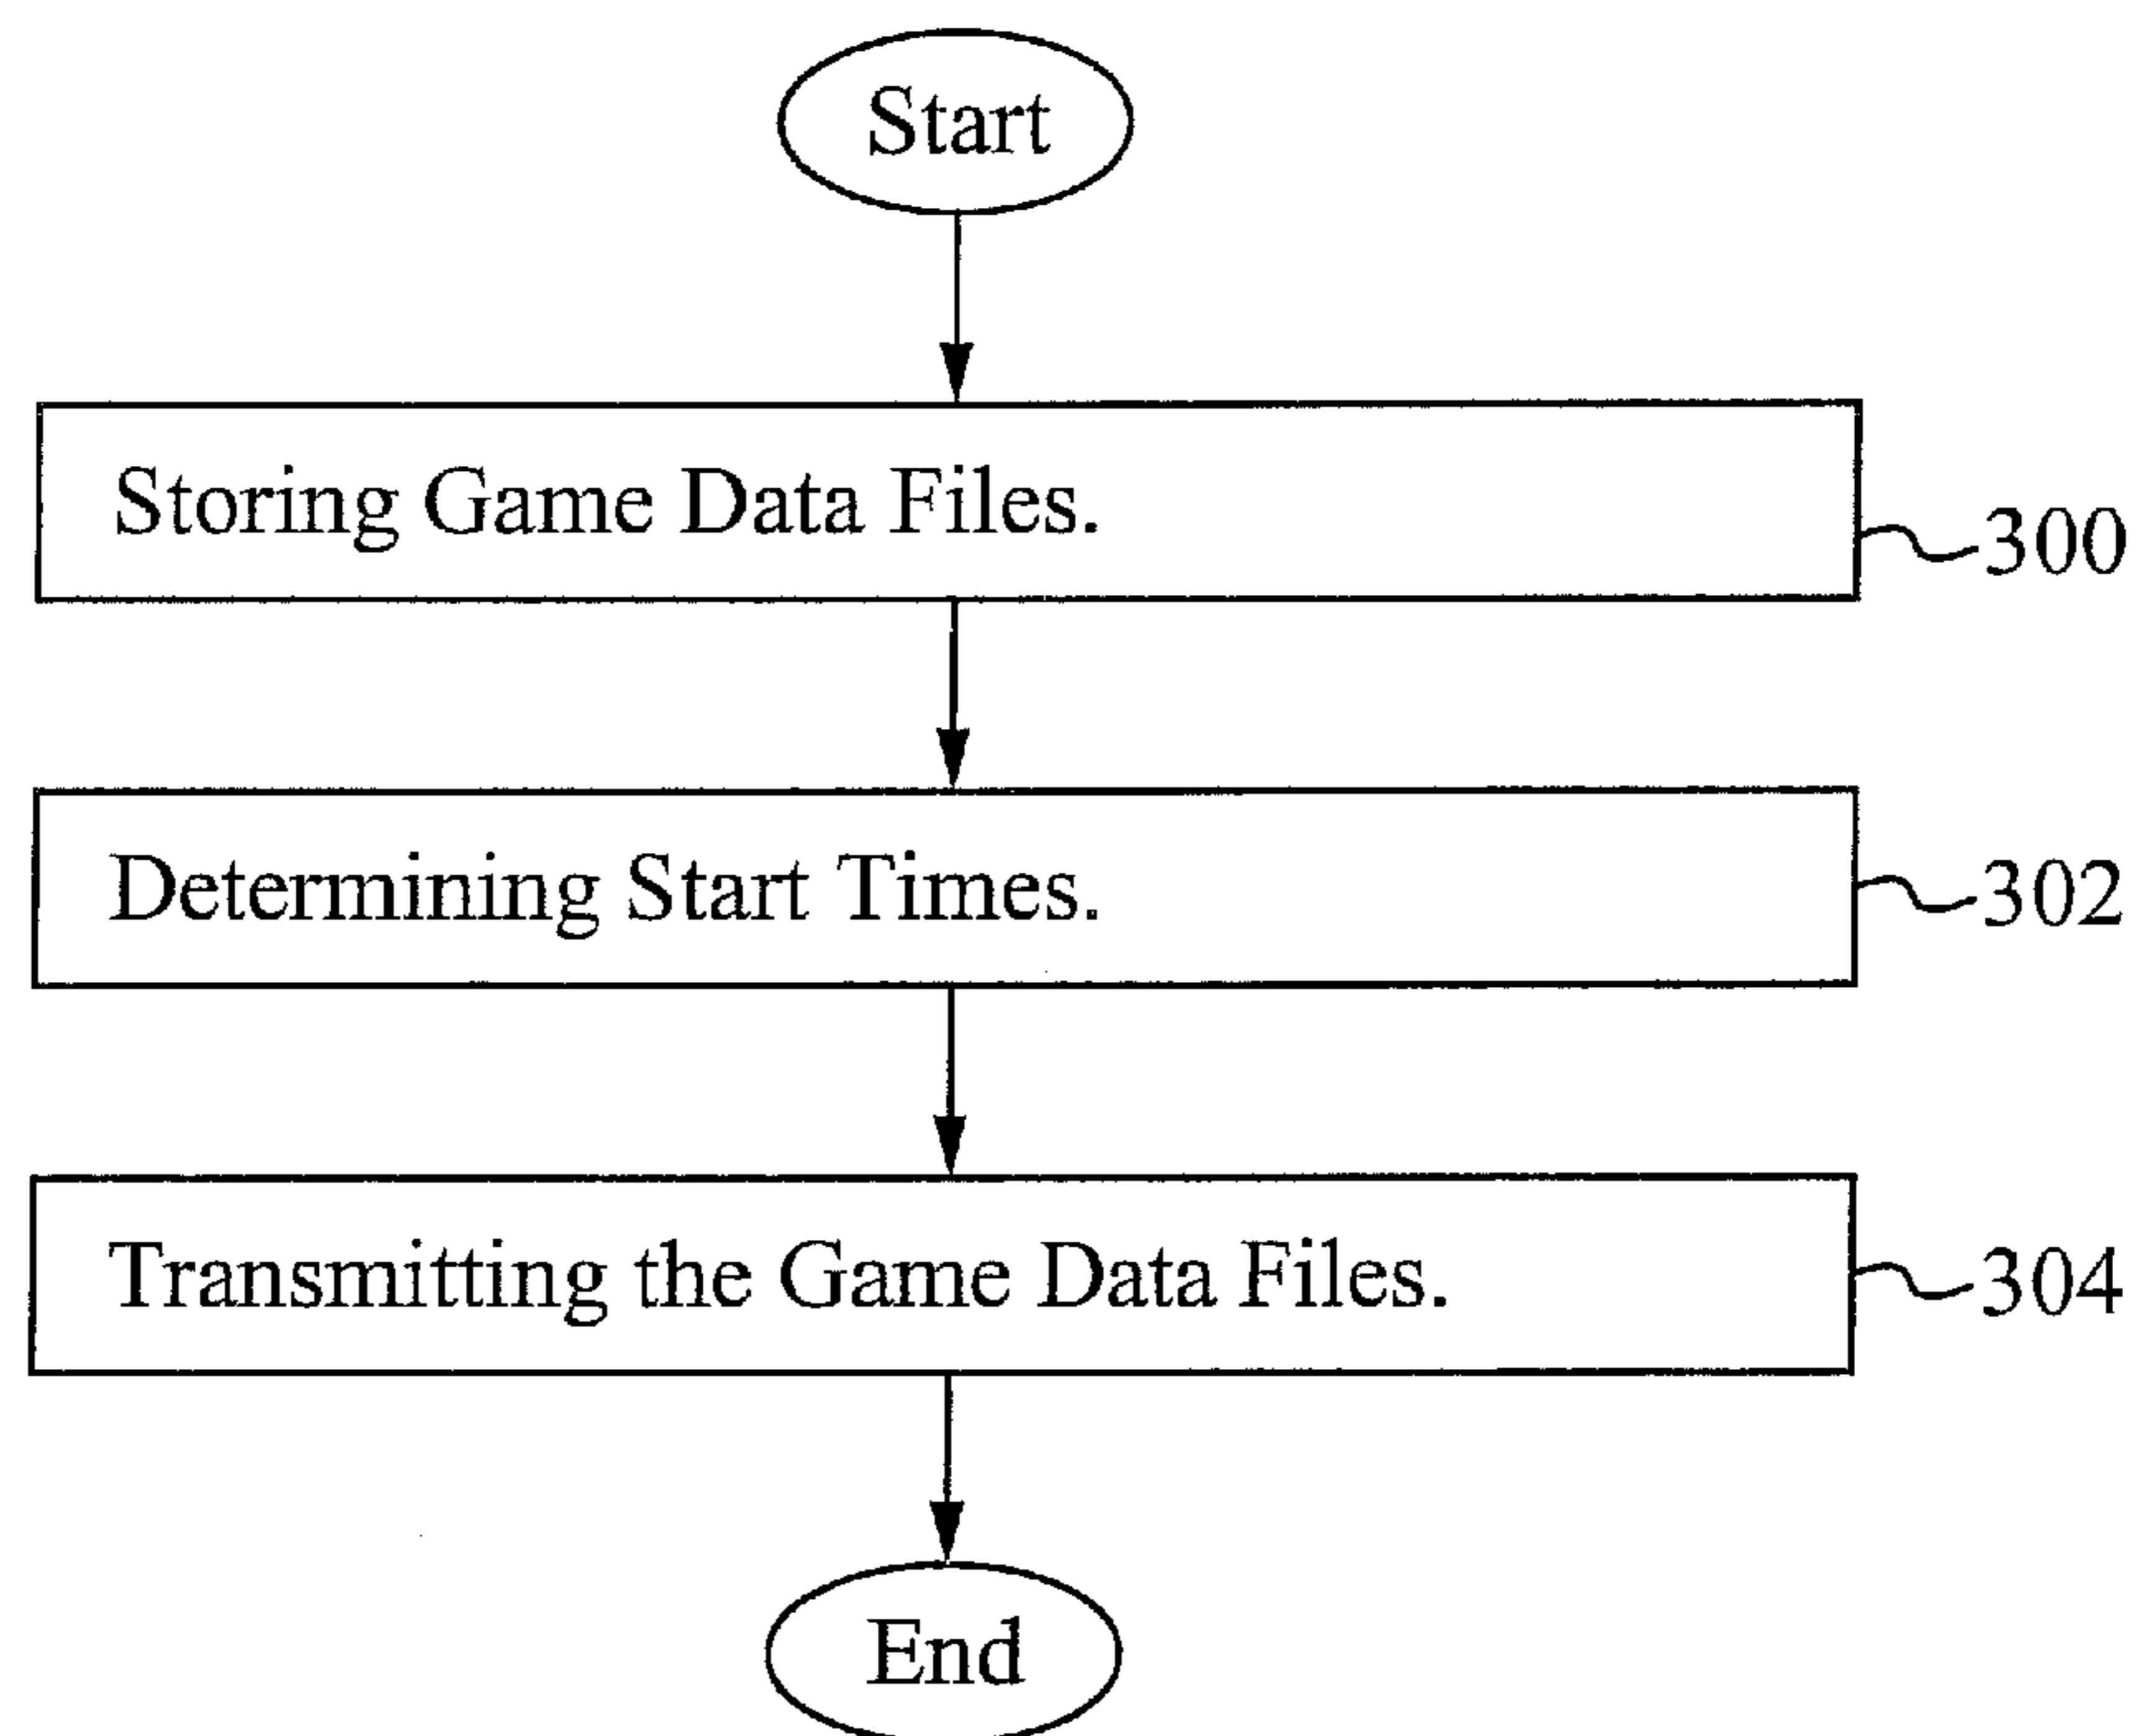 Start
Storing Game Data Files.
300
Determining Start Times.
302
Transmitting the Game Data Files.
304
End